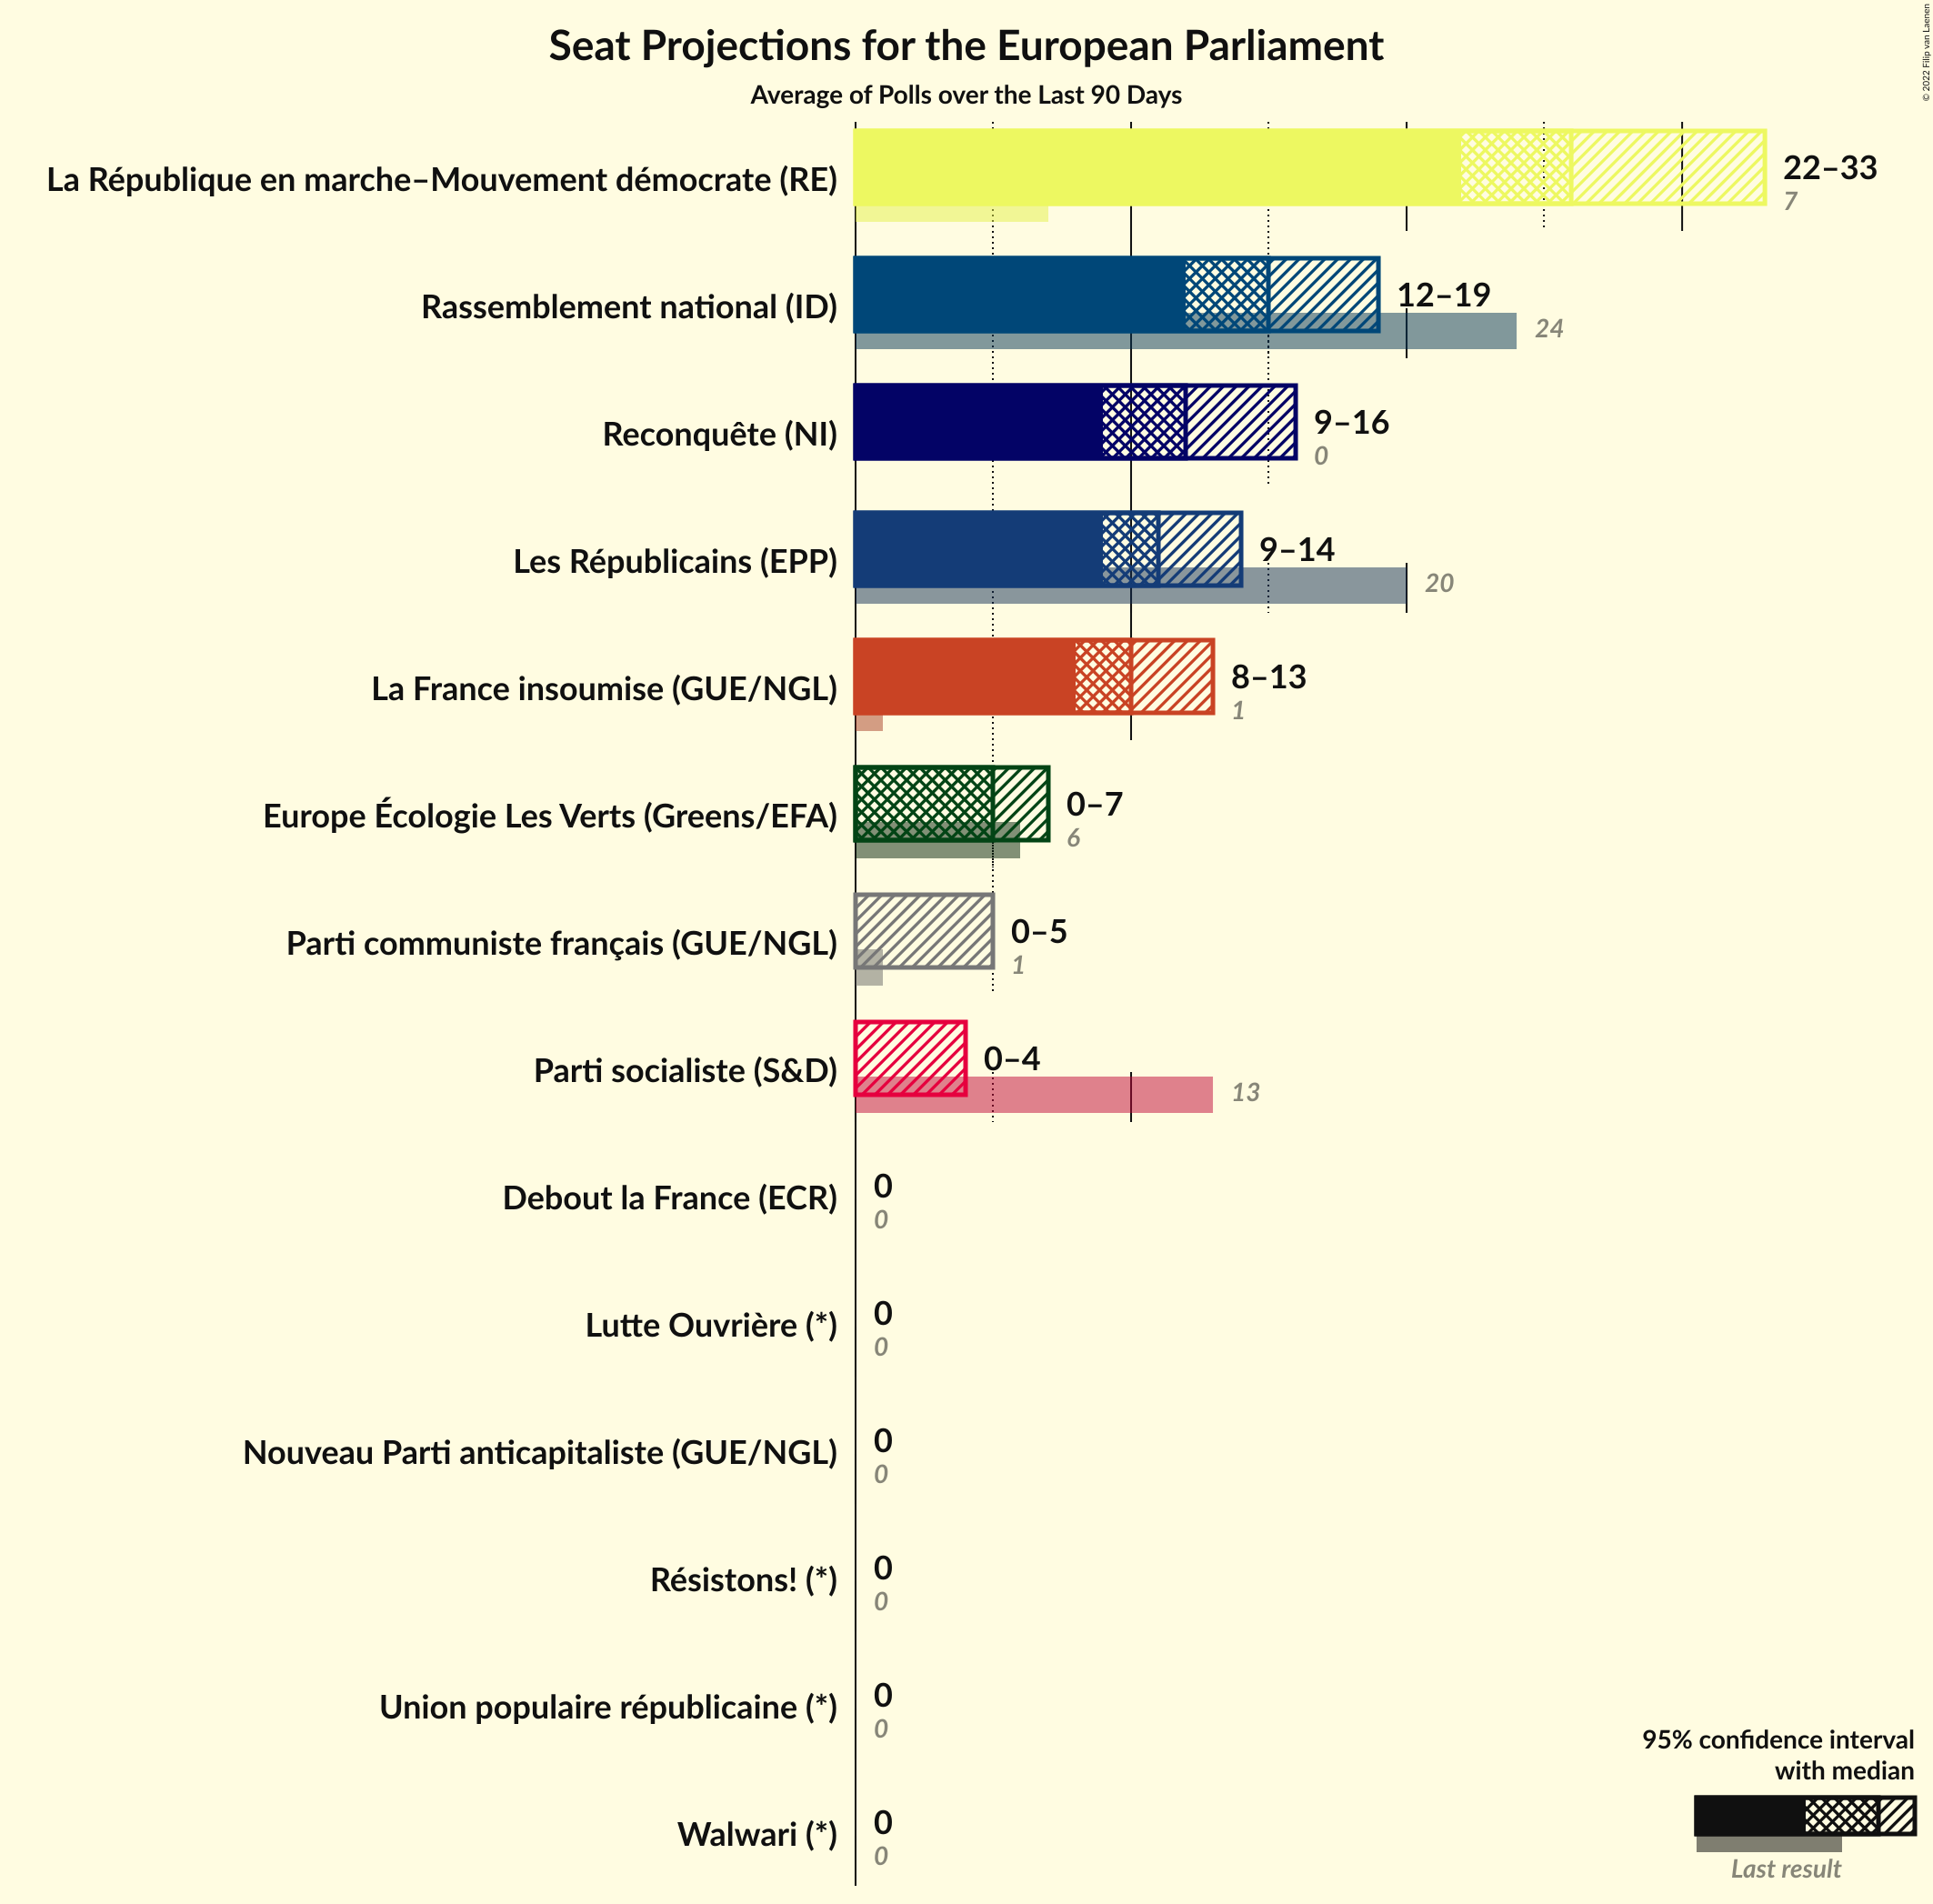 Seat Projections for the European Parliament
Average of Polls over the Last 90 Days
© 2022 Filip van Laenen
La République en marche–Mouvement démocrate (RE)
22–33
7
Rassemblement national (ID)
12–19
24
Reconquête (NI)
9–16
0
Les Républicains (EPP)
9–14
20
La France insoumise (GUE/NGL)
8–13
1
Europe Écologie Les Verts (Greens/EFA)
0–7
6
Parti communiste français (GUE/NGL)
0–5
1
Parti socialiste (S&D)
0–4
13
Debout la France (ECR)
0
0
Lutte Ouvrière (*)
0
0
Nouveau Parti anticapitaliste (GUE/NGL)
0
0
Résistons! (*)
0
0
Union populaire républicaine (*)
0
0
Walwari (*)
0
0
95% confidence interval
with median
Last result